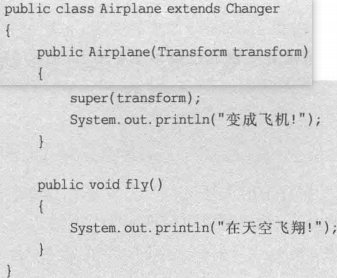 public class Airplane extends Changer
{
    public Airplane(Transform transform)
    {
        super(transform);
        System.out.println("变成飞机!");
    }

    public void fly()
    {
        System.out.println("在天空飞翔!");
    }
}